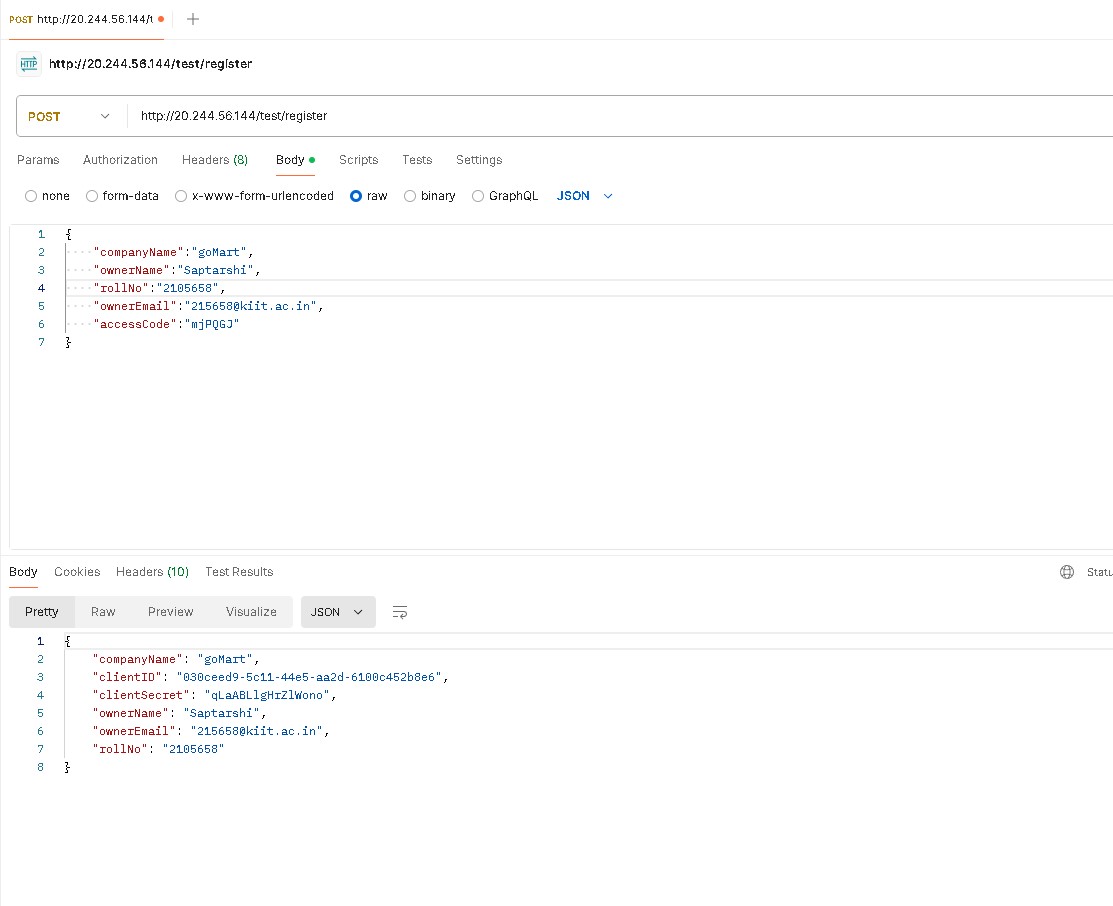 POST http://20.244.56.144/t
http://20.244.56.144/test/register
POST http://20.244.56.144/test/register
Params Authorization Headers (8) Body Scripts Tests Settings
none form-data x-www-form-urlencoded raw binary GraphQL JSON
1 {
2 "companyName":"goMart",
3 "ownerName":"Saptarshi",
4 "rollNo":"2105658",
5 "ownerEmail":"215658@kiit.ac.in",
6 "accessCode":"mjPQGJ"
7 }
Body Cookies Headers (10) Test Results Statu
Pretty Raw Preview Visualize JSON
1 {
2 "companyName": "goMart",
3 "clientID": "030ceed9-5c11-44e5-aa2d-6100c452b8e6",
4 "clientSecret": "qLaABLlgHrZlWono",
5 "ownerName": "Saptarshi",
6 "ownerEmail": "215658@kiit.ac.in",
7 "rollNo": "2105658"
8 }